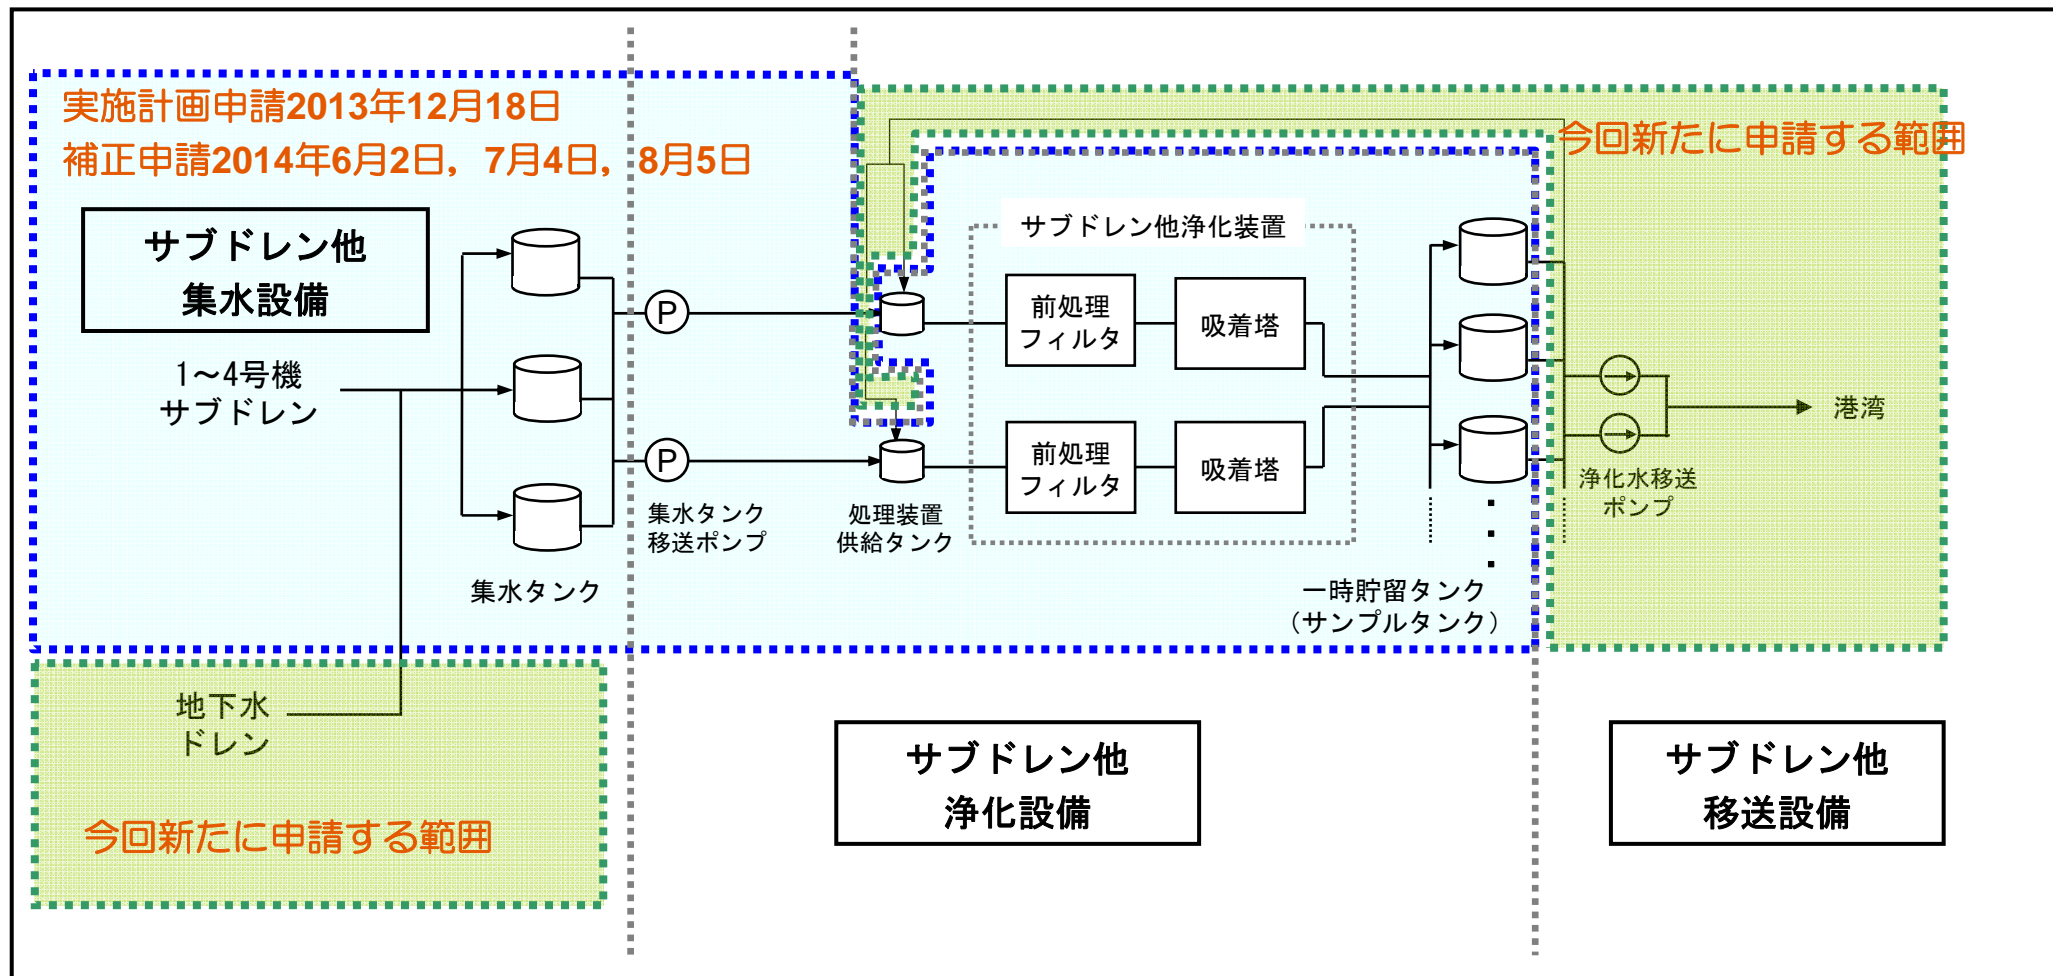 実施計画申請2013年12月18日
補正申請2014年6月2日，7月4日，8月5日
今回新たに申請する範囲
サブドレン他
集水設備
1～4号機
サブドレン
集水タンク
P
P
集水タンク
移送ポンプ
処理装置
供給タンク
サブドレン他浄化装置
前処理
フィルタ
吸着塔
前処理
フィルタ
吸着塔
一時貯留タンク
（サンプルタンク）
浄化水移送
ポンプ
港湾
地下水
ドレン
今回新たに申請する範囲
サブドレン他
浄化設備
サブドレン他
移送設備